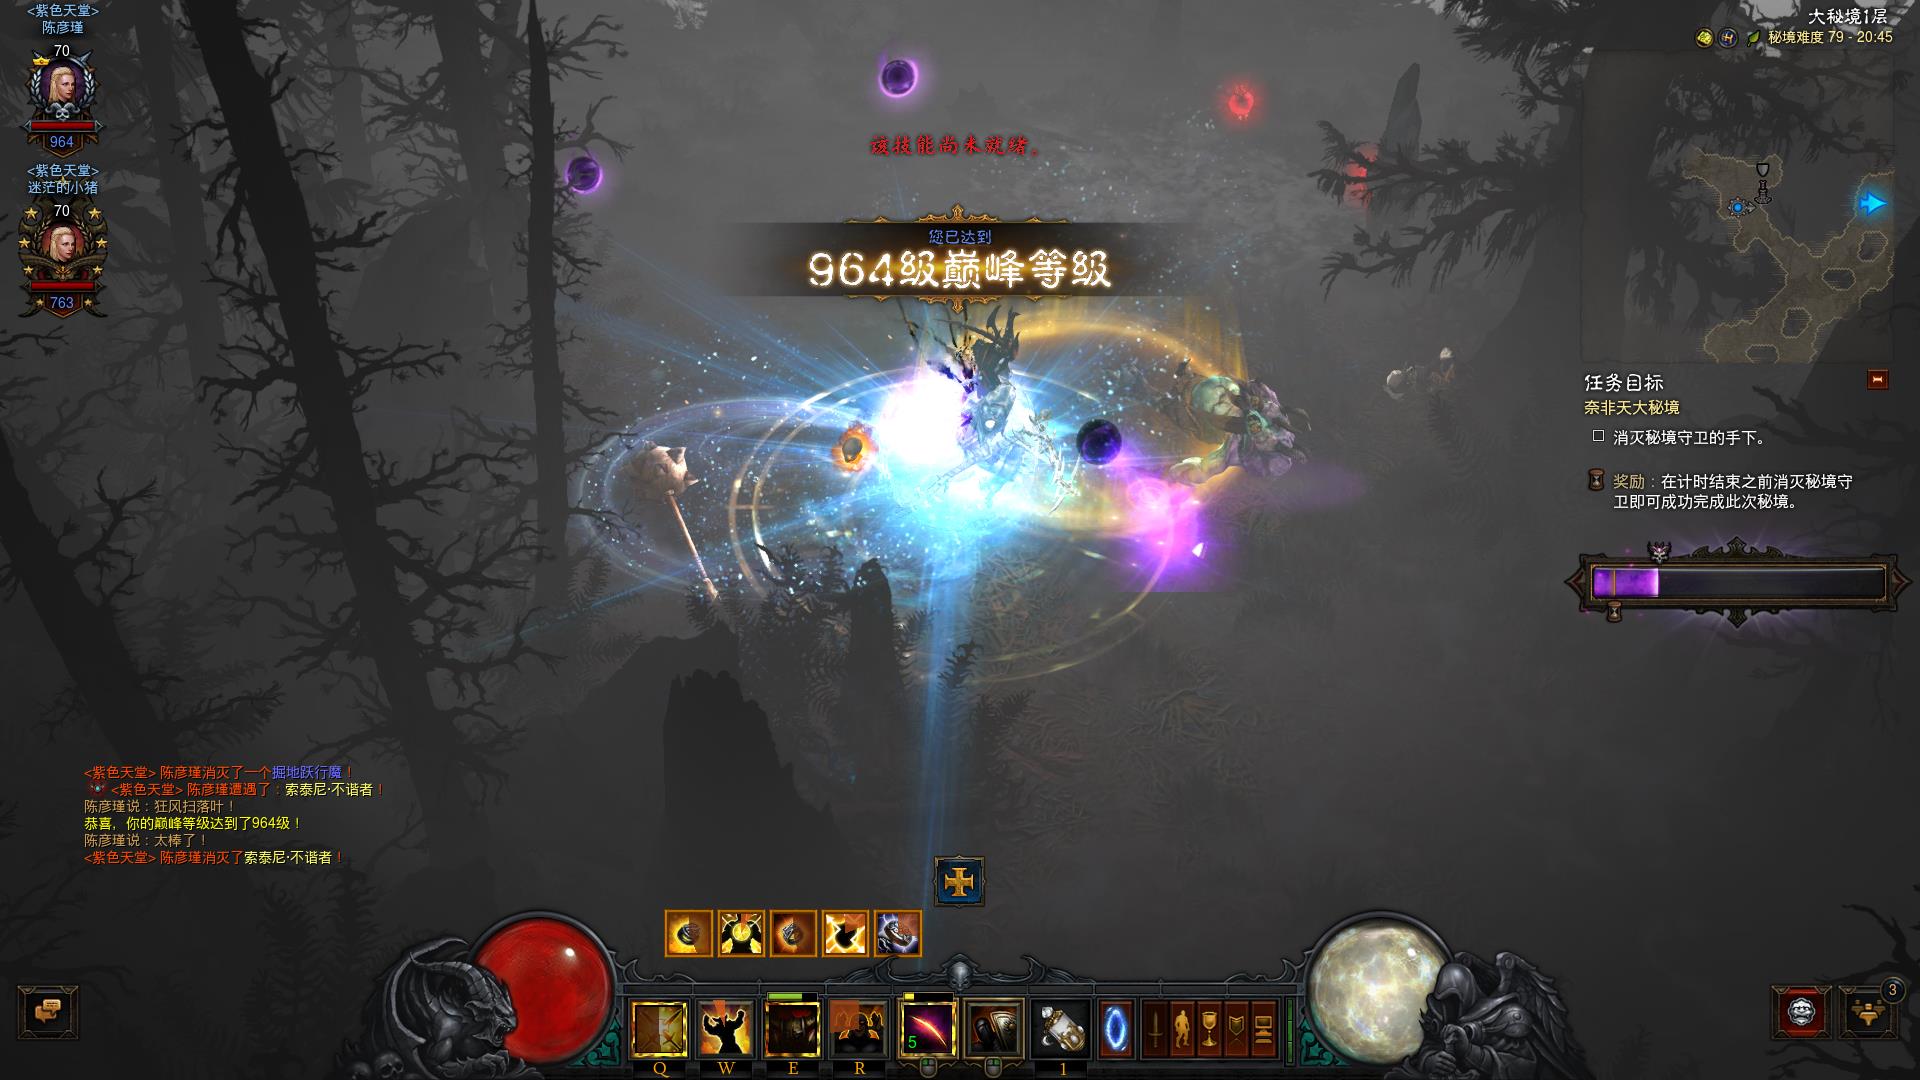 <紫色天堂>
陈彦瑾
70
964
<紫色天堂>
迷茫的小猪
70
763
大秘境1层
秘境难度 79 - 20:45
该技能尚未就绪。
您已达到
964级巅峰等级
任务目标
奈非天大秘境
消灭秘境守卫的手下。
奖励：在计时结束之前消灭秘境守
卫即可成功完成此次秘境。
<紫色天堂> 陈彦瑾消灭了一个掘地跃行魔！
<紫色天堂> 陈彦瑾遭遇了：索泰尼·不谐者！
陈彦瑾说：狂风扫落叶！
恭喜，你的巅峰等级达到了964级！
陈彦瑾说：太棒了！
<紫色天堂> 陈彦瑾消灭了索泰尼·不谐者！
5
Q W E R 1
3